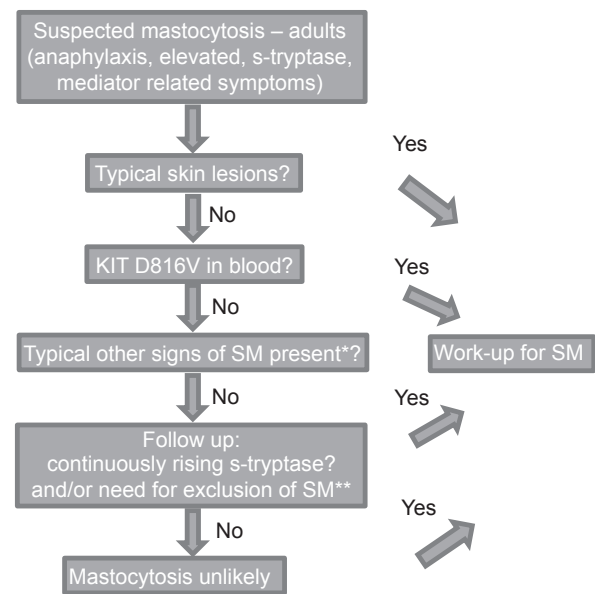 Suspected mastocytosis – adults
(anaphylaxis, elevated, s-tryptase,
mediator related symptoms)
Yes
Typical skin lesions?
No
KIT D816V in blood?
Yes
No
Typical other signs of SM present*?
Work-up for SM
No
Yes
Follow up:
continuously rising s-tryptase?
and/or need for exclusion of SM**
Yes
No
Mastocytosis unlikely